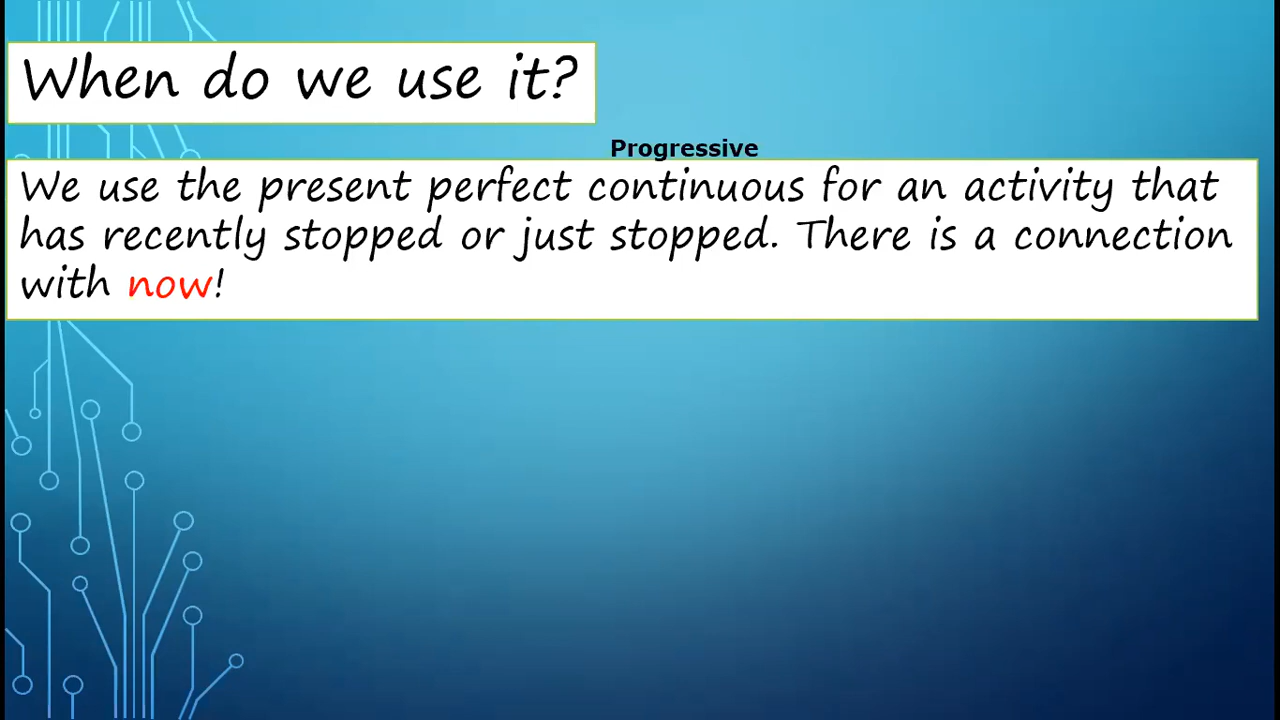 When do we use it?
Progressive
We use the present perfect continuous for an activity that
has recently stopped or just stopped. There is a connection
with now!